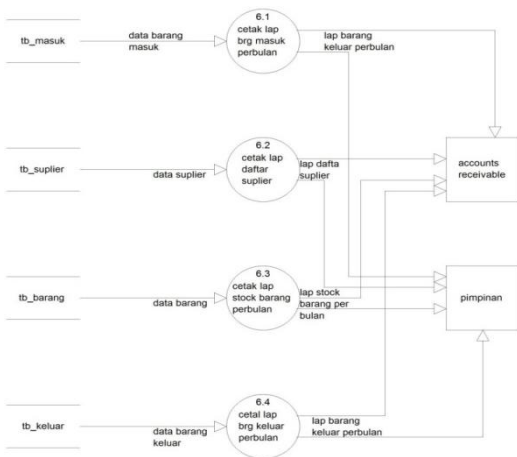 tb_masuk
data barang
masuk
6.1
cetak lap
brg masuk
perbulan
lap barang
keluar perbulan
tb_suplier
data suplier
6.2
cetak lap
daftar
suplier
lap dafta
suplier
accounts
receivable
tb_barang
data barang
6.3
cetak lap
stock barang
perbulan
lap stock
barang per
bulan
pimpinan
tb_keluar
data barang
keluar
6.4
cetal lap
brg keluar
perbulan
lap barang
keluar perbulan